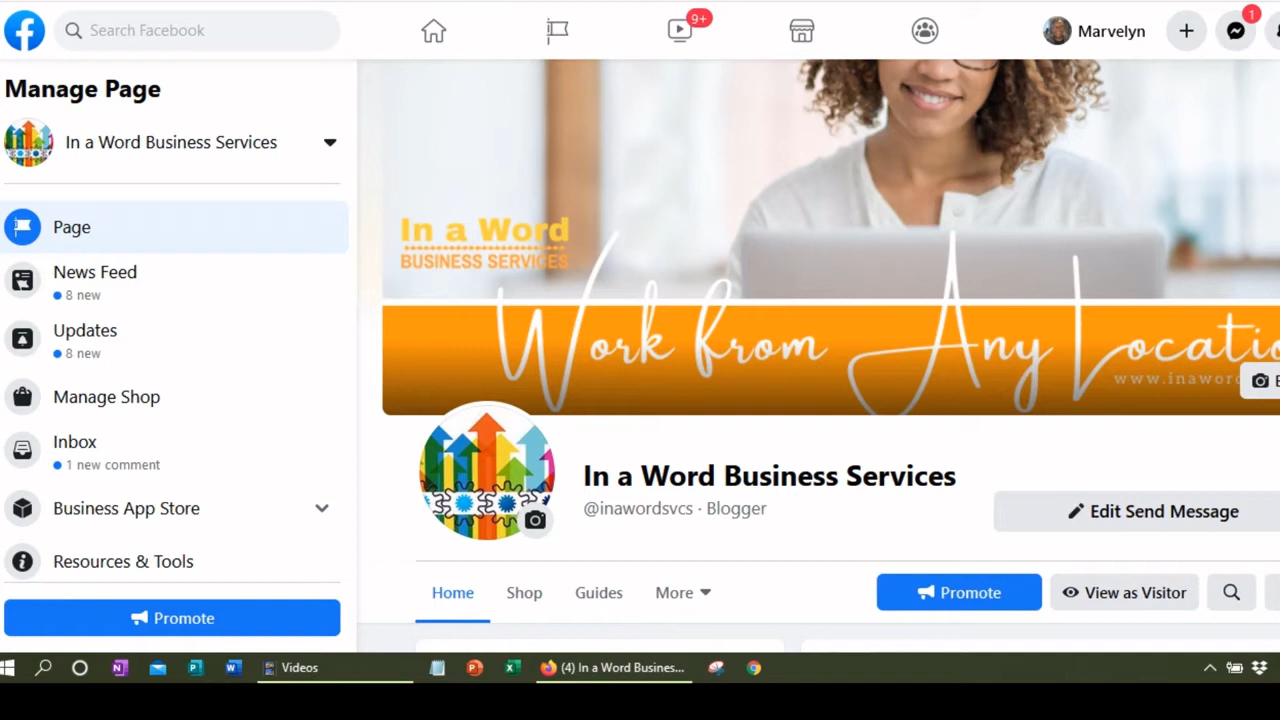 Search Facebook
9+
Marvelyn
1
Manage Page
In a Word Business Services
Page
News Feed
8 new
Updates
8 new
Manage Shop
Inbox
1 new comment
Business App Store
Resources & Tools
Promote
In a Word
BUSINESS SERVICES
Work from Any Locatio
www.inaword
E
In a Word Business Services
@inawordsvcs · Blogger
Edit Send Message
Home Shop Guides More
Promote View as Visitor
Videos
(4) In a Word Busines...